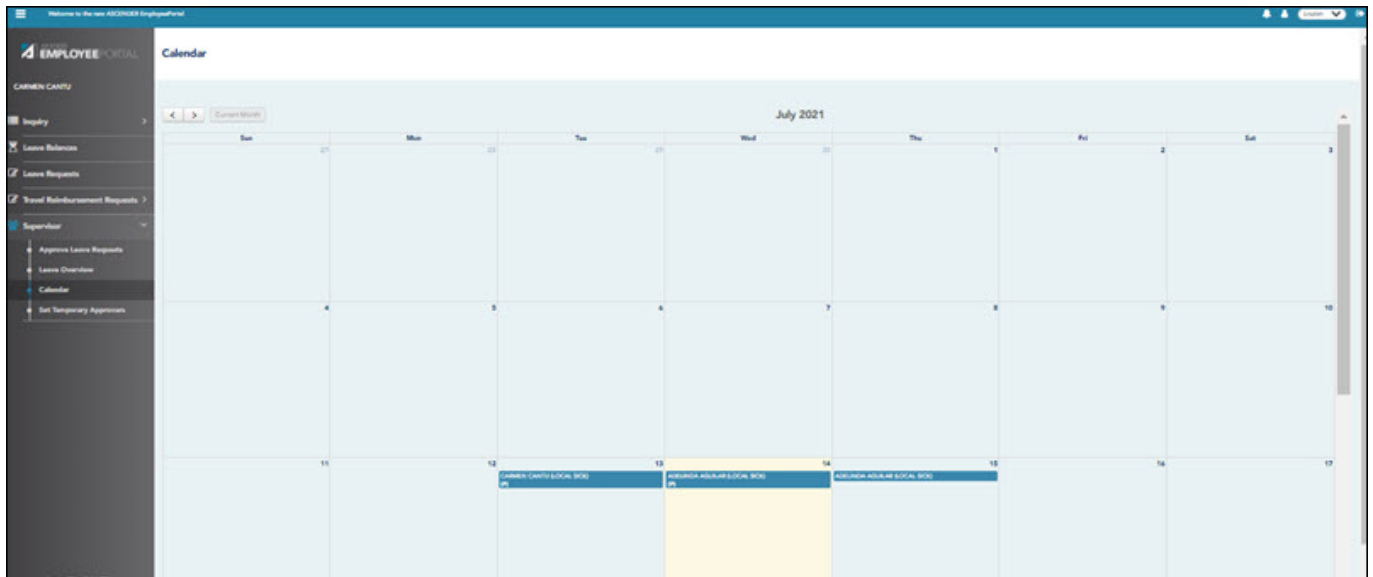 Welcome to the new ASCENDER EmployeePortal
English
EMPLOYEEPORTAL
Calendar
CARMEN CANTU
Inquiry
Leave Balances
Leave Requests
Travel Reimbursement Requests
Supervisor
Approve Leave Requests
Leave Overview
Calendar
Set Temporary Approvers
Current Month
July 2021
Sun Mon Tue Wed Thu Fri Sat
27 28 29 30 1 2 3
4 5 6 7 8 9 10
11 12 13 14 15 16 17
CARMEN CANTU (LOCAL SICK) ADELINDA AGUILAR (LOCAL SICK) ADELINDA AGUILAR (LOCAL SICK)
(P) (P)